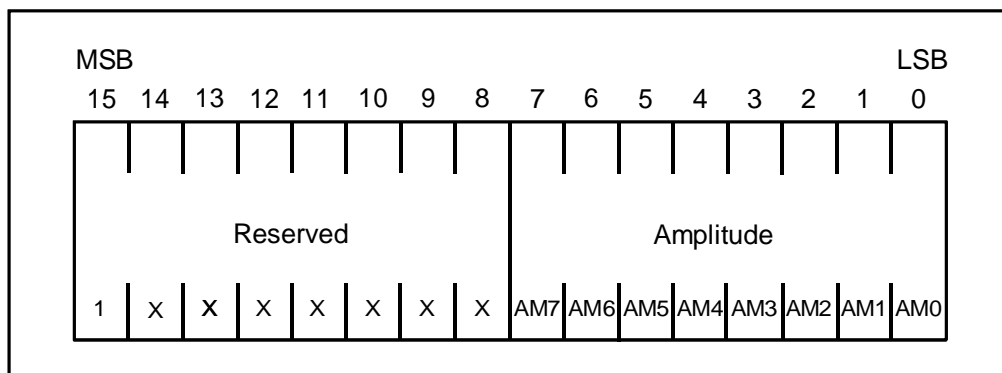 MSB LSB
15 14 13 12 11 10 9 8 7 6 5 4 3 2 1 0
Reserved Amplitude
1 X X X X X X X AM7 AM6 AM5 AM4 AM3 AM2 AM1 AM0